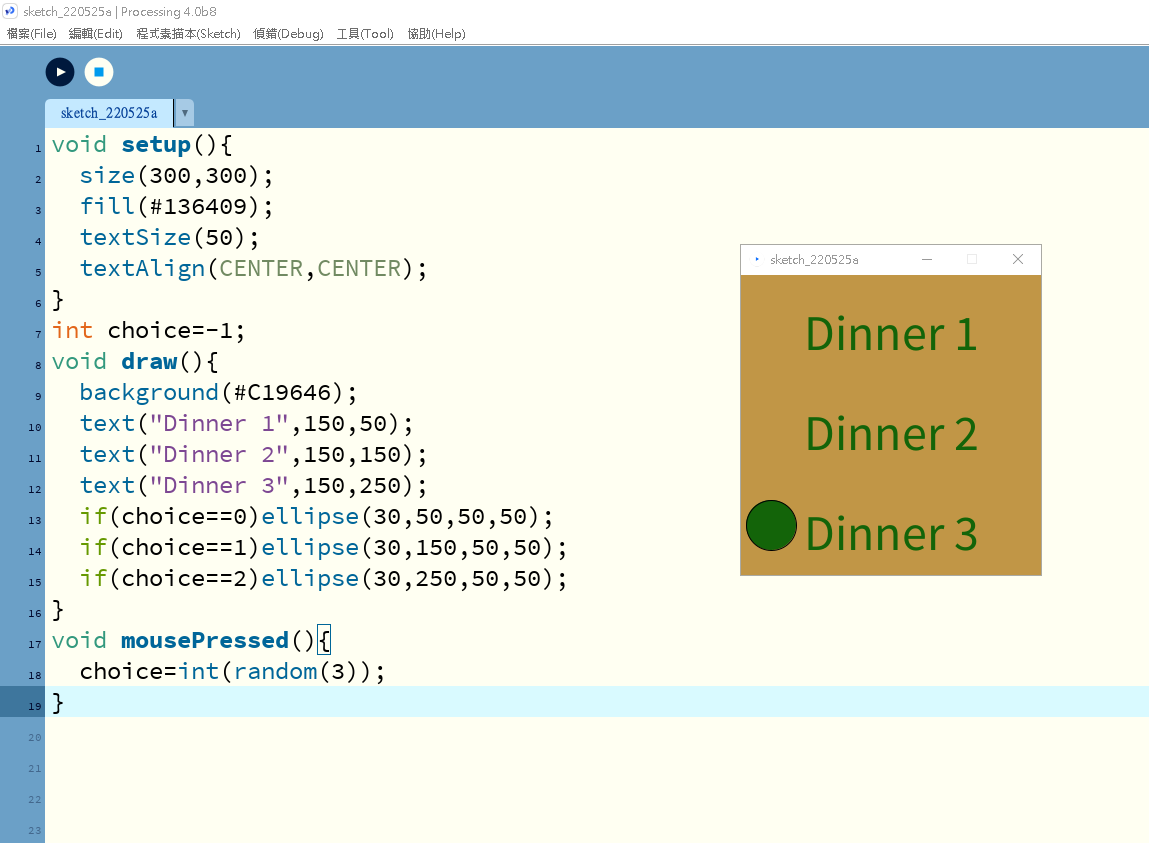 sketch_220525a | Processing 4.0b8
檔案(File) 編輯(Edit) 程式素描本(Sketch) 偵錯(Debug) 工具(Tool) 協助(Help)
sketch_220525a
1 void setup(){
2 size(300,300);
3 fill(#136409);
4 textSize(50);
5 textAlign(CENTER,CENTER);
6 }
7 int choice=-1;
8 void draw(){
9 background(#C19646);
10 text("Dinner 1",150,50);
11 text("Dinner 2",150,150);
12 text("Dinner 3",150,250);
13 if(choice==0)ellipse(30,50,50,50);
14 if(choice==1)ellipse(30,150,50,50);
15 if(choice==2)ellipse(30,250,50,50);
16 }
17 void mousePressed(){
18 choice=int(random(3));
19 }
20
21
22
23
sketch_220525a
Dinner 1
Dinner 2
Dinner 3